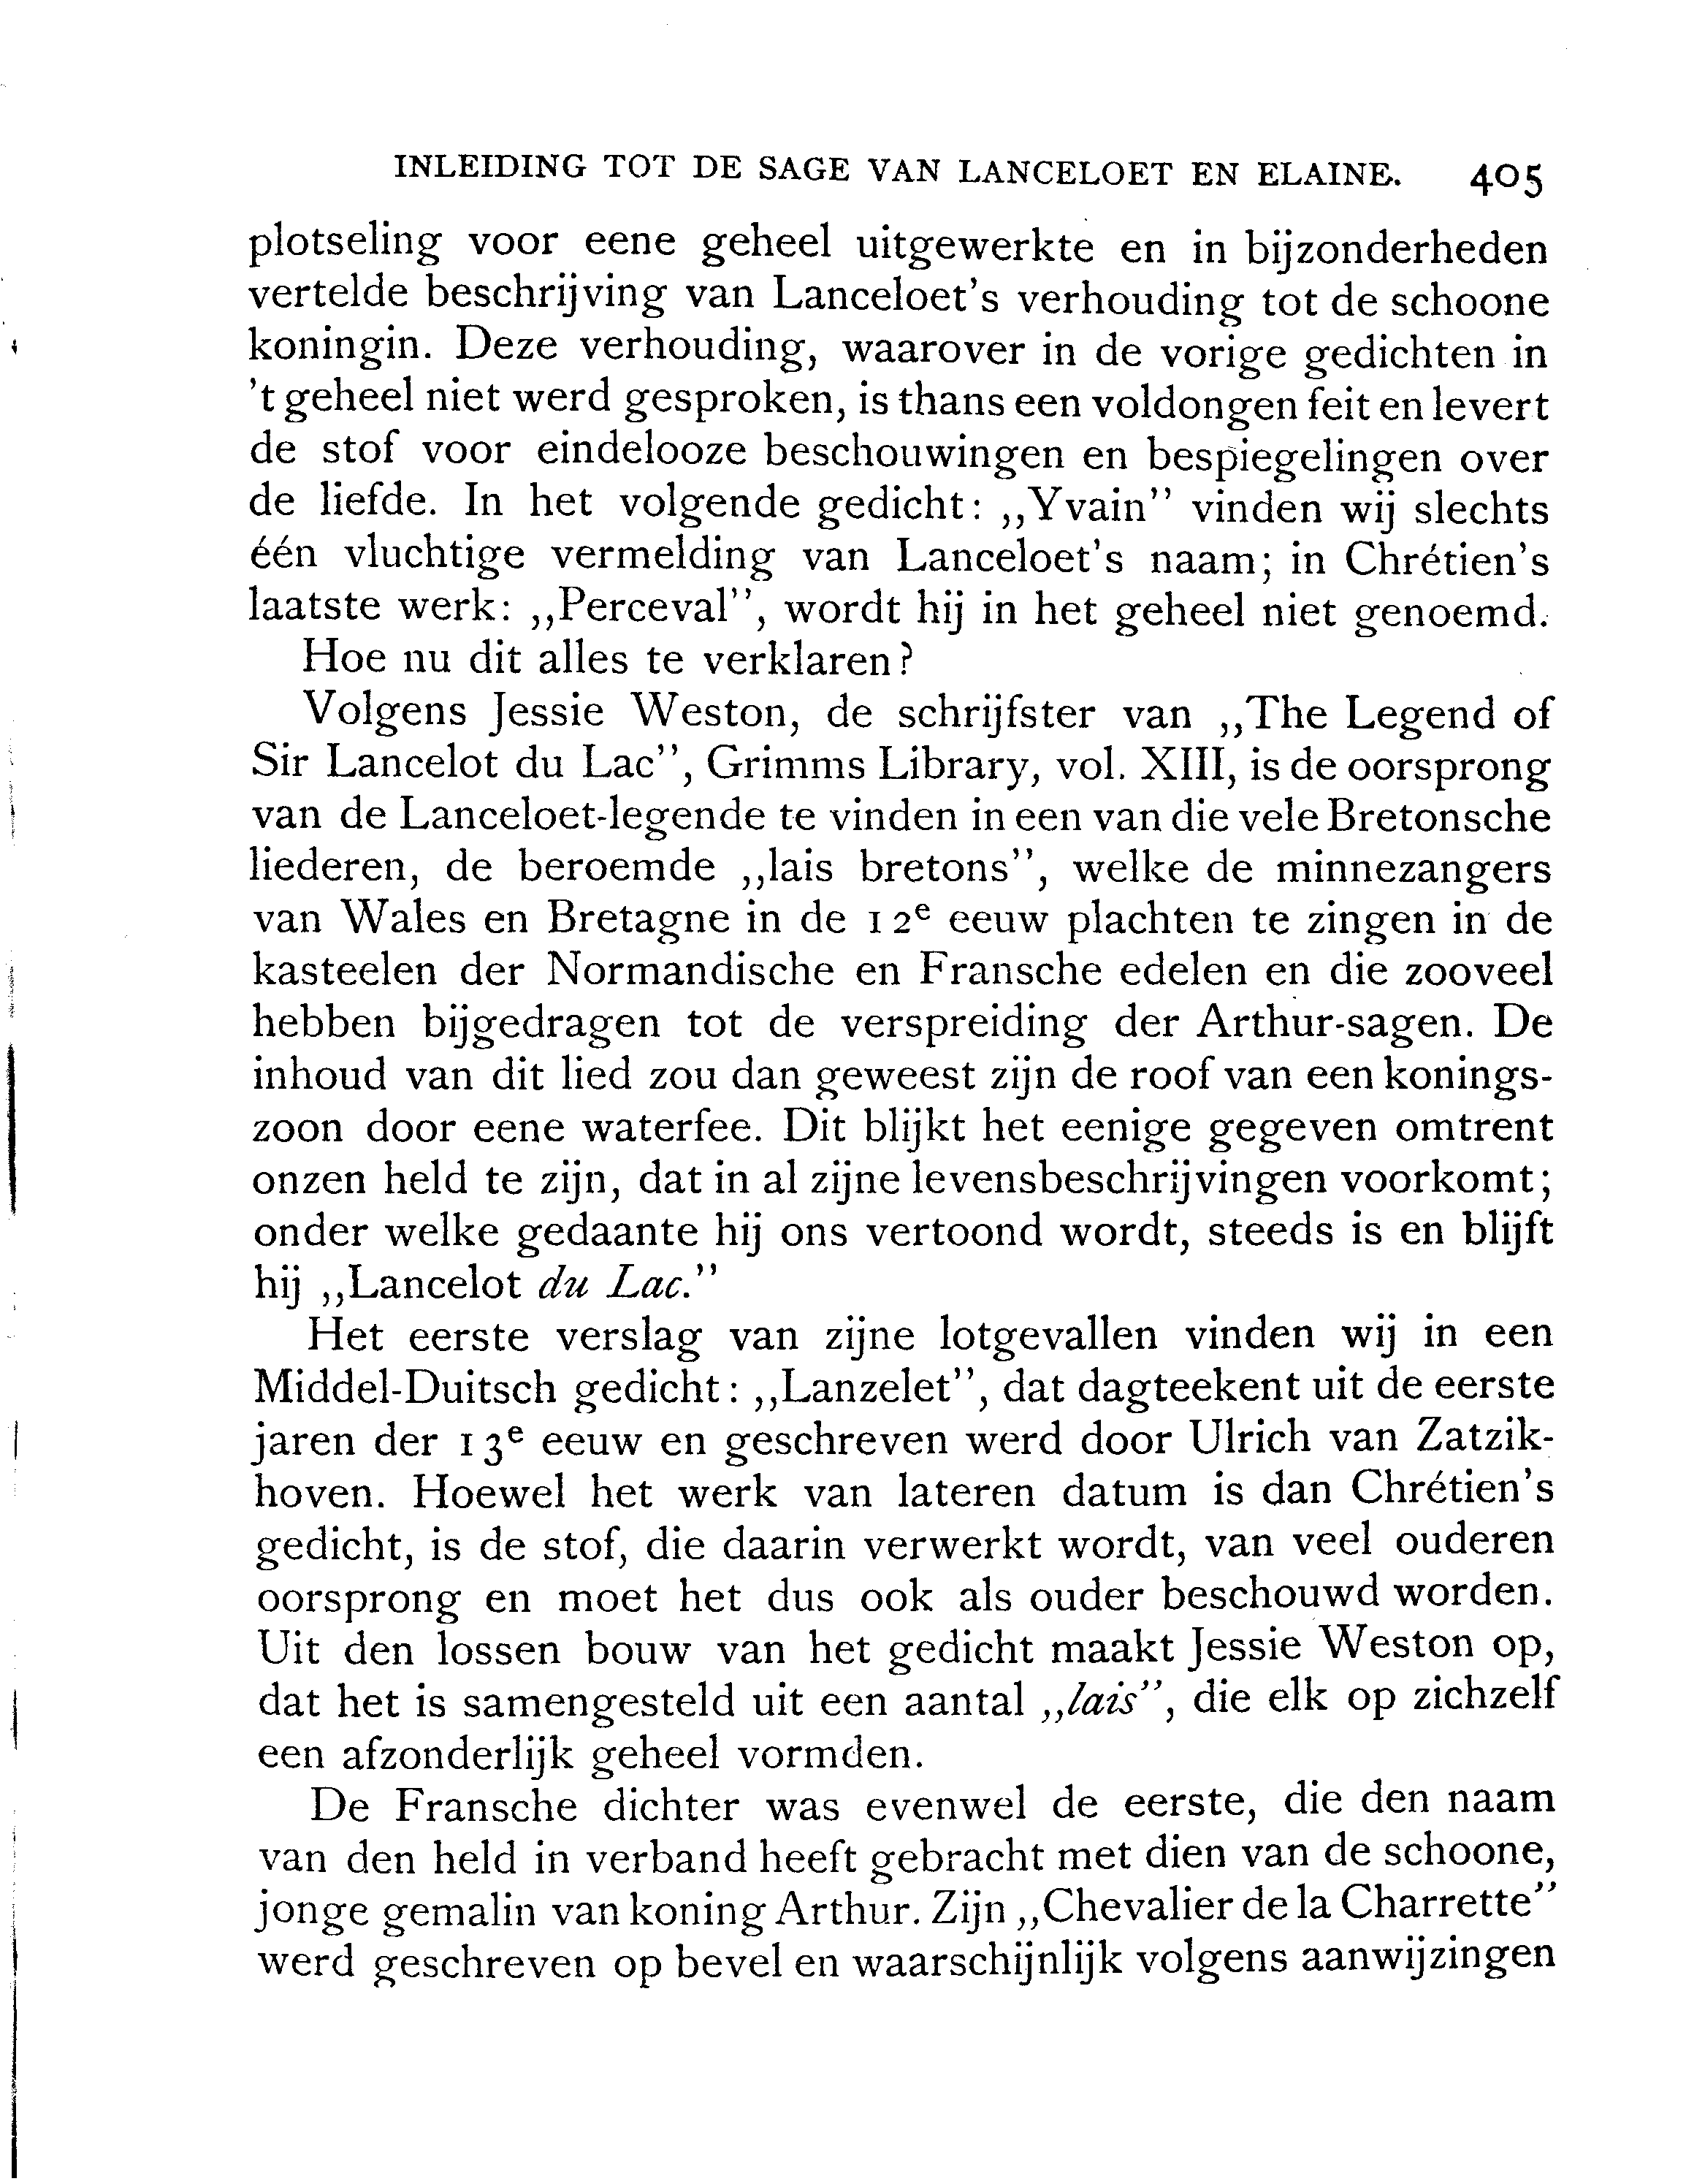 INLEIDING TOT DE SAGE VAN LANCELOET EN ELAINE. 405
plotseling voor eene geheel uitgewerkte en in bijzonderheden
vertelde beschrijving van Lanceloet's verhouding tot de schoone
koningin. Deze verhouding, waarover in de vorige gedichten in
't geheel niet werd gesproken, is thans een voldongen feit en levert
de stof voor eindelooze beschouwingen en bespiegelingen over
de liefde. In het volgende gedicht: ,,Yvain'' vinden wij slechts
één vluchtige vermelding van Lanceloet's naam; in Chrétien's
laatste werk: ,,Perceval'', wordt hij in het geheel niet genoemd.
Hoe nu dit alles te verklaren?
Volgens Jessie Weston, de schrijfster van ,,The Legend of
Sir Lancelot du Lac'', Grimms Library, vol. XIII, is de oorsprong
van de Lanceloet-legende te vinden in een van die vele Bretonsche
liederen, de beroemde ,,lais bretons'', welke de minnezangers
van Wales en Bretagne in de 12e eeuw plachten te zingen in de
kasteelen der Normandische en Fransche edelen en die zooveel
hebben bijgedragen tot de verspreiding der Arthur-sagen. De
inhoud van dit lied zou dan geweest zijn de roof van een konings-
zoon door eene waterfee. Dit blijkt het eenige gegeven omtrent
onzen held te zijn, dat in al zijne levensbeschrijvingen voorkomt;
onder welke gedaante hij ons vertoond wordt, steeds is en blijft
hij ,,Lancelot du Lac.''
Het eerste verslag van zijne lotgevallen vinden wij in een
Middel-Duitsch gedicht: ,,Lanzelet'', dat dagteekent uit de eerste
jaren der 13e eeuw en geschreven werd door Ulrich van Zatzik-
hoven. Hoewel het werk van lateren datum is dan Chrétien's
gedicht, is de stof, die daarin verwerkt wordt, van veel ouderen
oorsprong en moet het dus ook als ouder beschouwd worden.
Uit den lossen bouw van het gedicht maakt Jessie Weston op,
dat het is samengesteld uit een aantal ,,lais'', die elk op zichzelf
een afzonderlijk geheel vormden.
De Fransche dichter was evenwel de eerste, die den naam
van den held in verband heeft gebracht met dien van de schoone,
jonge gemalin van koning Arthur. Zijn ,,Chevalier de la Charrette''
werd geschreven op bevel en waarschijnlijk volgens aanwijzingen